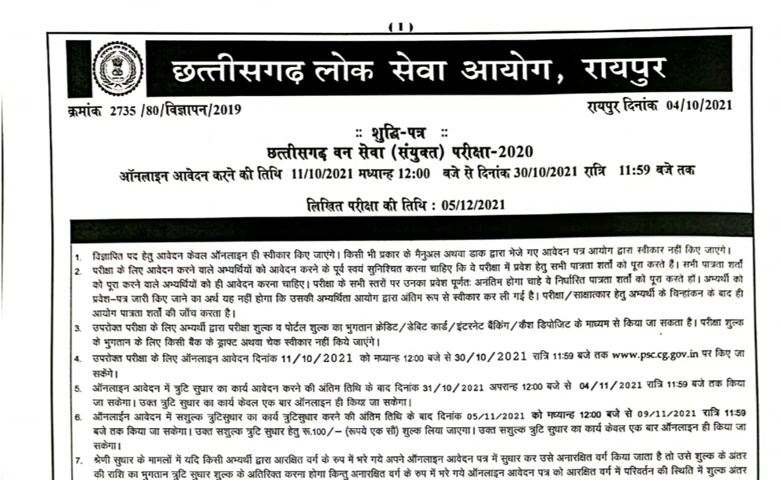 ( 1 )
छत्तीसगढ़ लोक सेवा आयोग, रायपुर
क्रमांक 2735 /80/विज्ञापन/2019 रायपुर दिनांक 04/10/2021
:: शुद्धि-पत्र ::
छत्तीसगढ़ वन सेवा (संयुक्त) परीक्षा-2020
ऑनलाइन आवेदन करने की तिथि 11/10/2021 मध्यान्ह 12:00 बजे से दिनांक 30/10/2021 रात्रि 11:59 बजे तक
लिखित परीक्षा की तिथि : 05/12/2021
1. विज्ञापित पद हेतु आवेदन केवल ऑनलाइन ही स्वीकार किए जाएंगे। किसी भी प्रकार के मैनुअल अथवा डाक द्वारा भेजे गए आवेदन पत्र आयोग द्वारा स्वीकार नहीं किए जाएंगे।
2. परीक्षा के लिए आवेदन करने वाले अभ्यर्थियों को आवेदन करने के पूर्व स्वयं सुनिश्चित करना चाहिए कि वे परीक्षा में प्रवेश हेतु सभी पात्रता शर्तो को पूरा करते हैं। सभी पात्रता शर्तो
को पूरा करने वाले अभ्यर्थियों को ही आवेदन करना चाहिए। परीक्षा के सभी स्तरों पर उनका प्रवेश पूर्णतः अनंतिम होगा चाहे वे निर्धारित पात्रता शर्तो को पूरा करते हों। अभ्यर्थी को
प्रवेश-पत्र जारी किए जाने का अर्थ यह नहीं होगा कि उसकी अभ्यर्थिता आयोग द्वारा अंतिम रूप से स्वीकार कर ली गई है। परीक्षा/साक्षात्कार हेतु अभ्यर्थी के चिन्हांकन के बाद ही
आयोग पात्रता शर्तो की जाँच करता है।
3. उपरोक्त परीक्षा के लिए अभ्यर्थी द्वारा परीक्षा शुल्क व पोर्टल शुल्क का भुगतान क्रेडिट/डेबिट कार्ड/इंटरनेट बैंकिंग/कैश डिपोजिट के माध्यम से किया जा सकता है। परीक्षा शुल्क
के भुगतान के लिए किसी बैंक के ड्राफ्ट अथवा चेक स्वीकार नहीं किये जाएंगे।
4. उपरोक्त परीक्षा के लिए ऑनलाइन आवेदन दिनांक 11/10/2021 को मध्यान्ह 12:00 बजे से 30/10/2021 रात्रि 11:59 बजे तक www.psc.cg.gov.in पर किए जा
सकेंगे।
5. ऑनलाइन आवेदन में त्रुटि सुधार का कार्य आवेदन करने की अंतिम तिथि के बाद दिनांक 31/10/2021 अपरान्ह 12:00 बजे से 04/11/2021 रात्रि 11:59 बजे तक किया
जा सकेगा। उक्त त्रुटि सुधार का कार्य केवल एक बार ऑनलाइन ही किया जा सकेगा।
6. ऑनलाईन आवेदन में सशुल्क त्रुटिसुधार का कार्य त्रुटिसुधार करने की अंतिम तिथि के बाद दिनांक 05/11/2021 को मध्यान्ह 12:00 बजे से 09/11/2021 रात्रि 11:59
बजे तक किया जा सकेगा। उक्त सशुल्क त्रुटि सुधार हेतु रू.100/- (रूपये एक सौ) शुल्क लिया जाएगा। उक्त सशुल्क त्रुटि सुधार का कार्य केवल एक बार ऑनलाइन ही किया जा
सकेगा।
7. श्रेणी सुधार के मामलों में यदि किसी अभ्यर्थी द्वारा आरक्षित वर्ग के रुप में भरे गये अपने ऑनलाइन आवेदन पत्र में सुधार कर उसे अनारक्षित वर्ग किया जाता है तो उसे शुल्क के अंतर
की राशि का भुगतान त्रुटि सुधार शुल्क के अतिरिक्त करना होगा किन्तु अनारक्षित वर्ग के रुप में भरे गये ऑनलाइन आवेदन पत्र को आरक्षित वर्ग में परिवर्तन की स्थिति में शुल्क अंतर